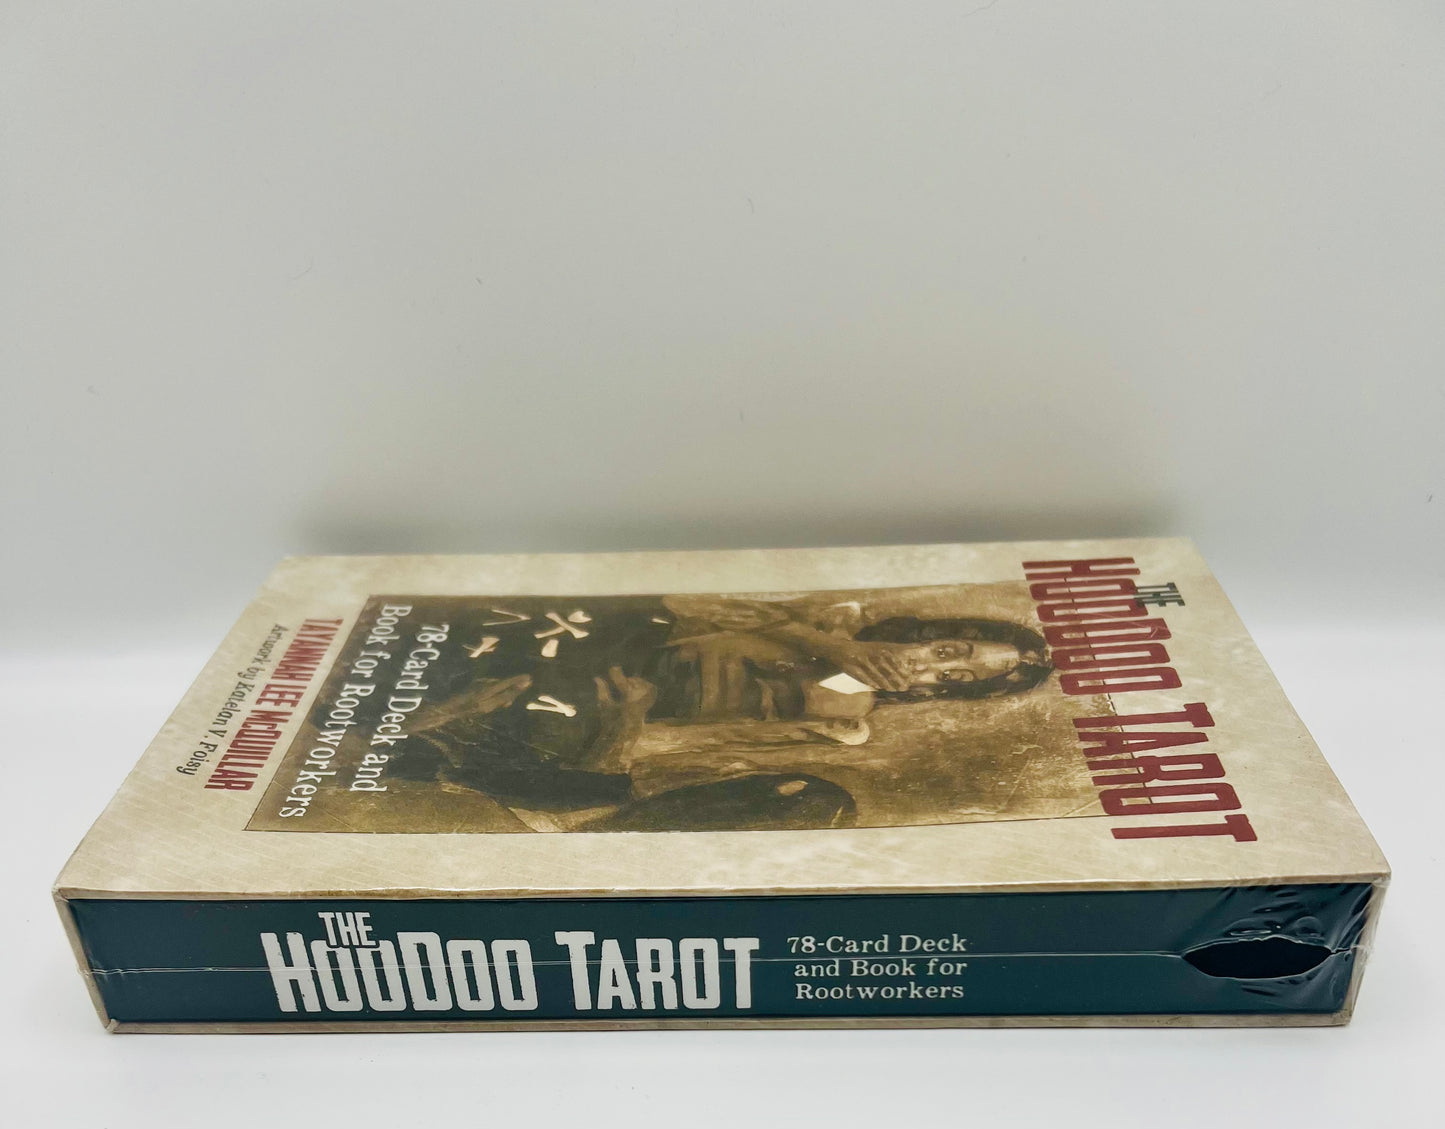 THE
HOODOO TAROT
78-Card Deck and
Book for Rootworkers
TAYANNAH LEE McQUILLAR
Artwork by Katelan V. Foisy
THE
HOODOO TAROT
78-Card Deck
and Book for
Rootworkers